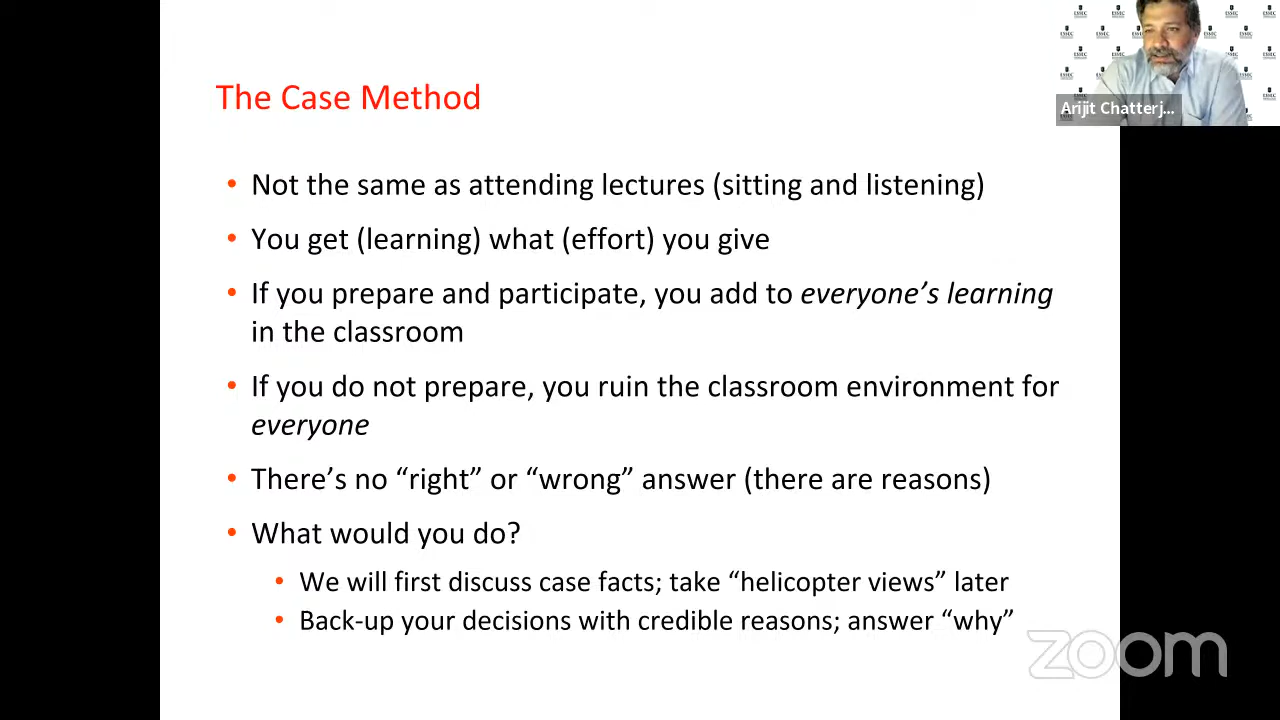 The Case Method
ESSEC
Arijit Chatterj...
• Not the same as attending lectures (sitting and listening)
• You get (learning) what (effort) you give
• If you prepare and participate, you add to everyone’s learning
in the classroom
• If you do not prepare, you ruin the classroom environment for
everyone
• There’s no “right” or “wrong” answer (there are reasons)
• What would you do?
• We will first discuss case facts; take “helicopter views” later
• Back-up your decisions with credible reasons; answer “why”
zoom